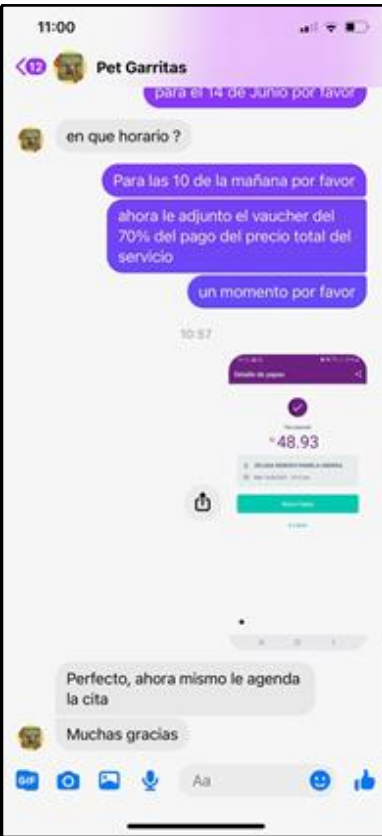 11:00
12
Pet Garritas
para el 14 de Junio por favor
en que horario ?
Para las 10 de la mañana por favor
ahora le adjunto el vaucher del
70% del pago del precio total del
servicio
un momento por favor
10:57
Detalle de yapeo
48.93
Perfecto, ahora mismo le agenda
la cita
Muchas gracias
GIF
Aa